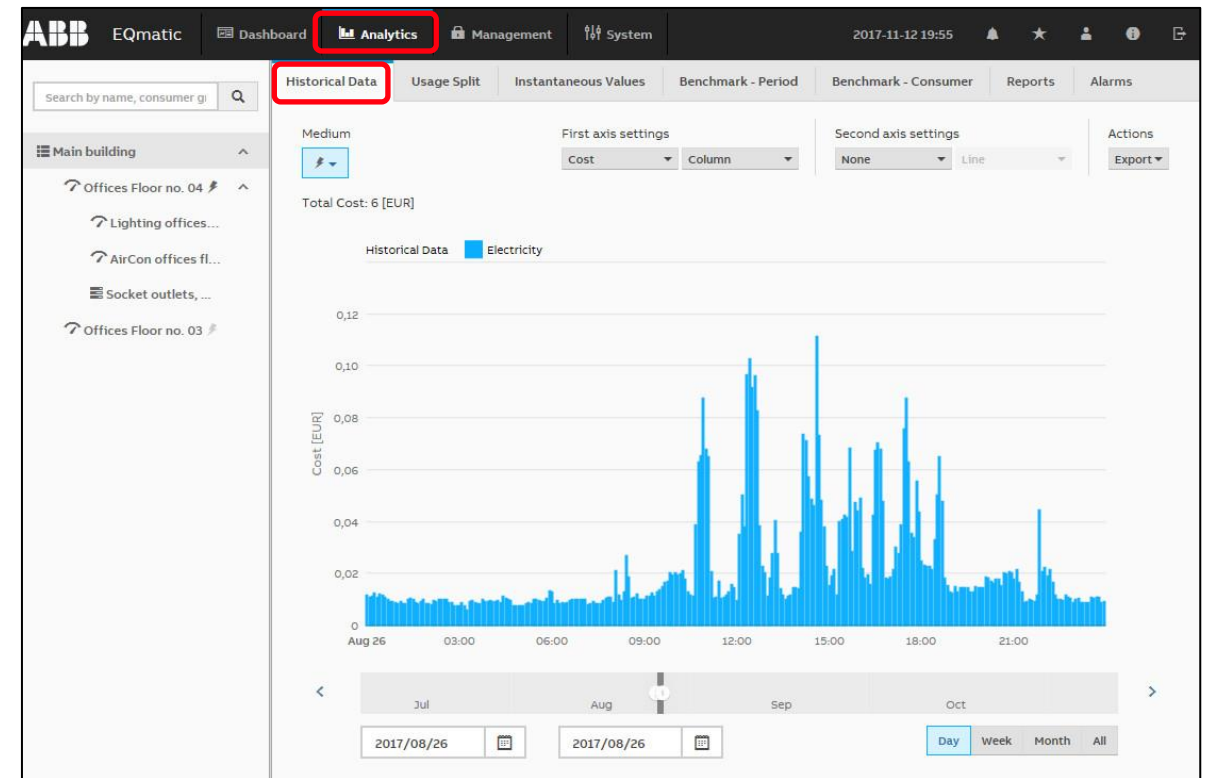 ABB EQmatic Dashboard Analytics Management System 2017-11-12 19:55
Search by name, consumer gr
Historical Data Usage Split Instantaneous Values Benchmark - Period Benchmark - Consumer Reports Alarms
Main building
Offices Floor no. 04
Lighting offices...
AirCon offices fl...
Socket outlets, ...
Offices Floor no. 03
Medium First axis settings Second axis settings Actions
Cost Column None Line Export
Total Cost: 6 [EUR]
Historical Data Electricity
Cost [EUR]
0,12
0,10
0,08
0,06
0,04
0,02
0
Aug 26 03:00 06:00 09:00 12:00 15:00 18:00 21:00
Jul Aug Sep Oct
2017/08/26 2017/08/26 Day Week Month All